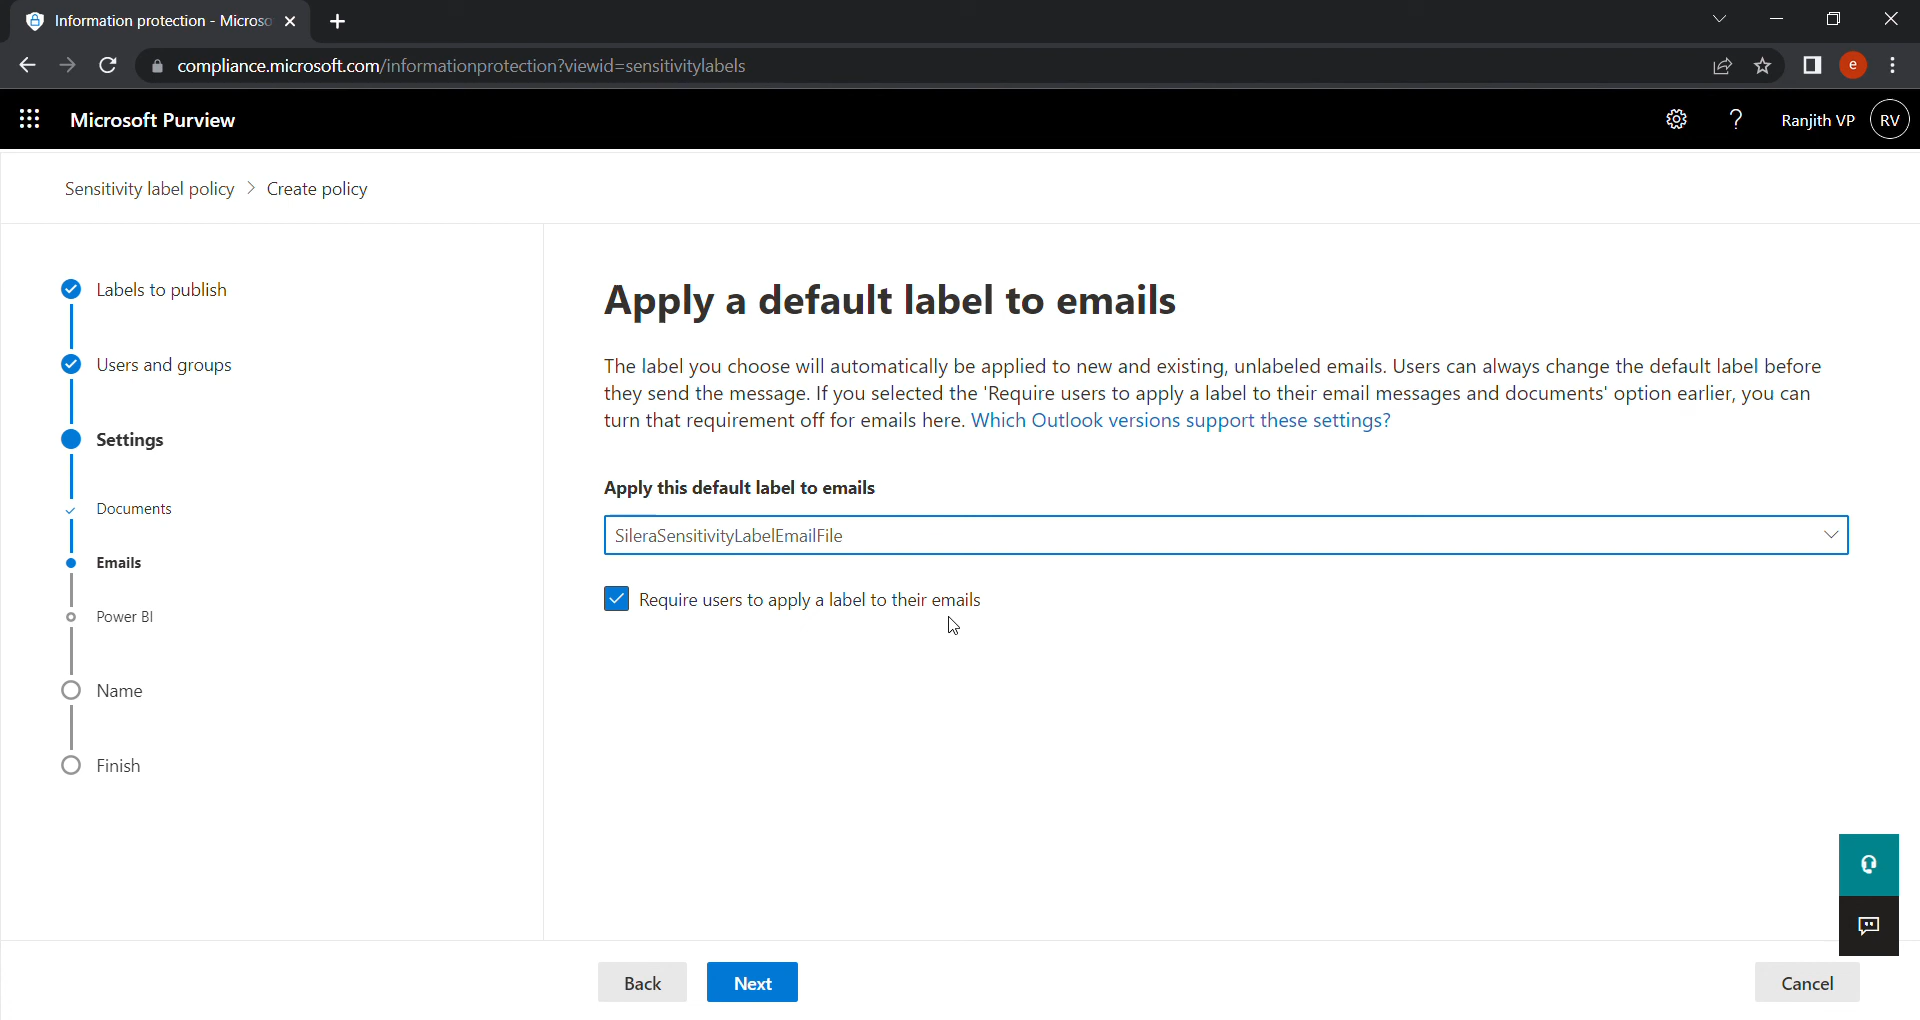 Information protection - Microso
compliance.microsoft.com/informationprotection?viewid=sensitivitylabels
e
Microsoft Purview
?
Ranjith VP
RV
Sensitivity label policy > Create policy
Labels to publish
Users and groups
Settings
Documents
Emails
Power BI
Name
Finish
Apply a default label to emails
The label you choose will automatically be applied to new and existing, unlabeled emails. Users can always change the default label before
they send the message. If you selected the 'Require users to apply a label to their email messages and documents' option earlier, you can
turn that requirement off for emails here. Which Outlook versions support these settings?
Apply this default label to emails
SileraSensitivityLabelEmailFile
Require users to apply a label to their emails
Back
Next
Cancel